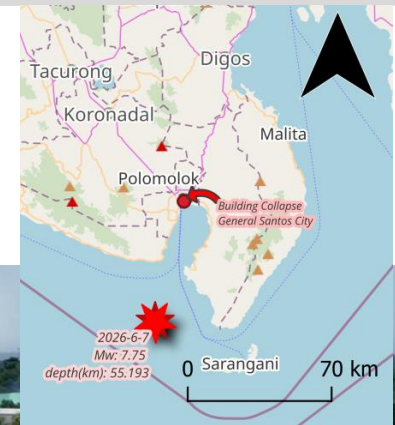 Digos
Tacurong
Koronadal
Malita
Polomolok
Building Collapse
General Santos City
2026-6-7
Mw: 7.75
depth(km): 55.193
Sarangani
0 70 km